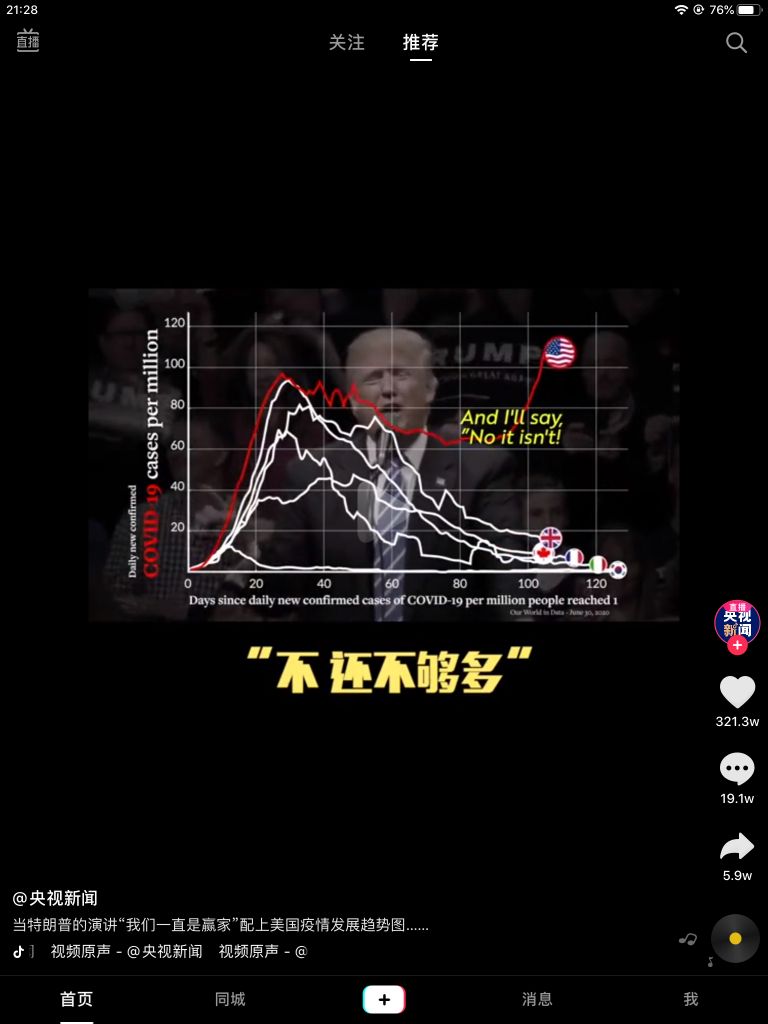 21:28
76%
直播
关注
推荐
120
100
80
60
40
20
0
20
40
60
80
100
120
Daily new confirmed
COVID-19 cases per million
TRUMP
And I'll say,
"No it isn't!
Days since daily new confirmed cases of COVID-19 per million people reached 1
Our World in Data - June 30, 2020
“不 还不够多”
直播
央视
新闻
321.3w
19.1w
5.9w
@央视新闻
当特朗普的演讲“我们一直是赢家”配上美国疫情发展趋势图......
视频原声 - @央视新闻 视频原声 - @
首页
同城
消息
我